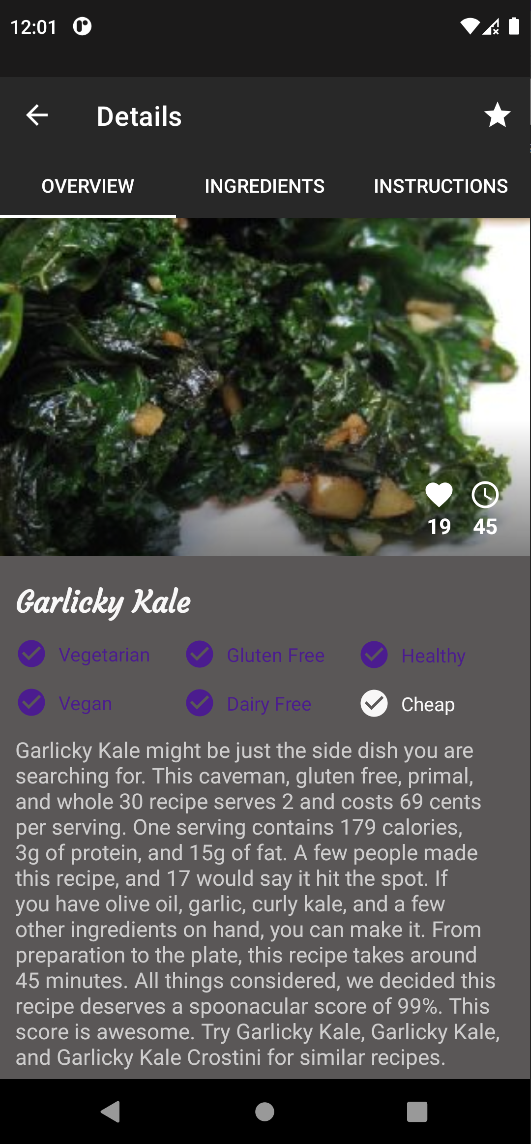 12:01
Details
OVERVIEW INGREDIENTS INSTRUCTIONS
19 45
Garlicky Kale
Vegetarian Gluten Free Healthy
Vegan Dairy Free Cheap
Garlicky Kale might be just the side dish you are
searching for. This caveman, gluten free, primal,
and whole 30 recipe serves 2 and costs 69 cents
per serving. One serving contains 179 calories,
3g of protein, and 15g of fat. A few people made
this recipe, and 17 would say it hit the spot. If
you have olive oil, garlic, curly kale, and a few
other ingredients on hand, you can make it. From
preparation to the plate, this recipe takes around
45 minutes. All things considered, we decided this
recipe deserves a spoonacular score of 99%. This
score is awesome. Try Garlicky Kale, Garlicky Kale,
and Garlicky Kale Crostini for similar recipes.